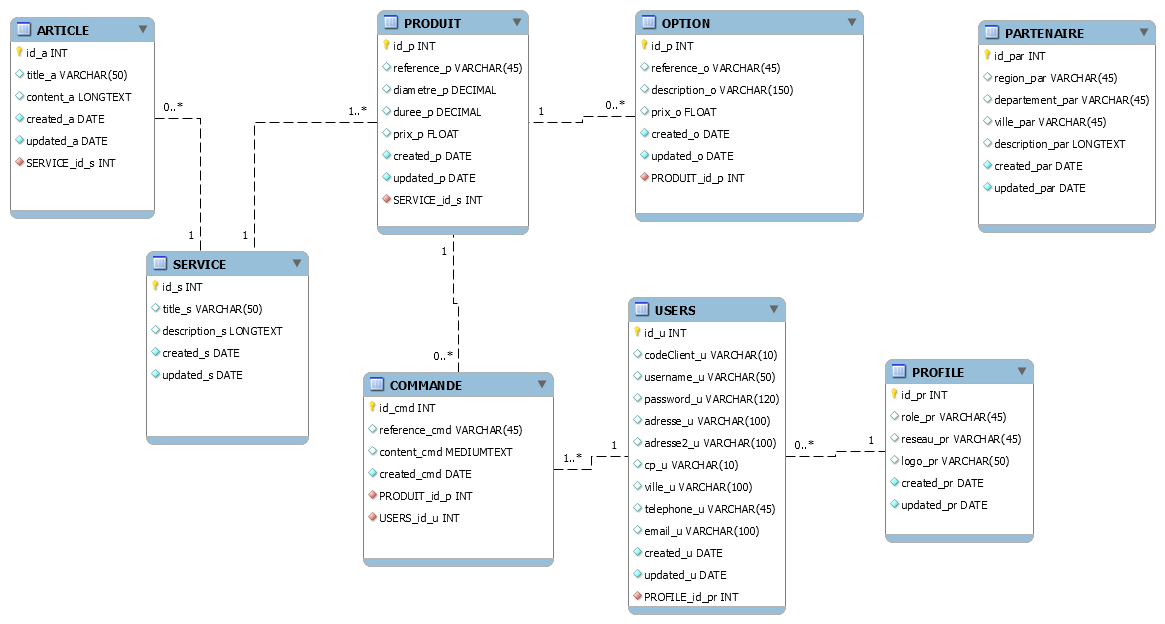 ARTICLE
id_a INT
title_a VARCHAR(50)
content_a LONGTEXT
created_a DATE
updated_a DATE
SERVICE_id_s INT
0..*
1
PRODUIT
id_p INT
reference_p VARCHAR(45)
diametre_p DECIMAL
duree_p DECIMAL
prix_p FLOAT
created_p DATE
updated_p DATE
SERVICE_id_s INT
1..*
1
1
0..*
OPTION
id_p INT
reference_o VARCHAR(45)
description_o VARCHAR(150)
prix_o FLOAT
created_o DATE
updated_o DATE
PRODUIT_id_p INT
PARTENAIRE
id_par INT
region_par VARCHAR(45)
departement_par VARCHAR(45)
ville_par VARCHAR(45)
description_par LONGTEXT
created_par DATE
updated_par DATE
SERVICE
id_s INT
title_s VARCHAR(50)
description_s LONGTEXT
created_s DATE
updated_s DATE
1
0..*
COMMANDE
id_cmd INT
reference_cmd VARCHAR(45)
content_cmd MEDIUMTEXT
created_cmd DATE
PRODUIT_id_p INT
USERS_id_u INT
1..*
1
USERS
id_u INT
codeClient_u VARCHAR(10)
username_u VARCHAR(50)
password_u VARCHAR(120)
adresse_u VARCHAR(100)
adresse2_u VARCHAR(100)
cp_u VARCHAR(10)
ville_u VARCHAR(100)
telephone_u VARCHAR(45)
email_u VARCHAR(100)
created_u DATE
updated_u DATE
PROFILE_id_pr INT
0..*
1
PROFILE
id_pr INT
role_pr VARCHAR(45)
reseau_pr VARCHAR(45)
logo_pr VARCHAR(50)
created_pr DATE
updated_pr DATE